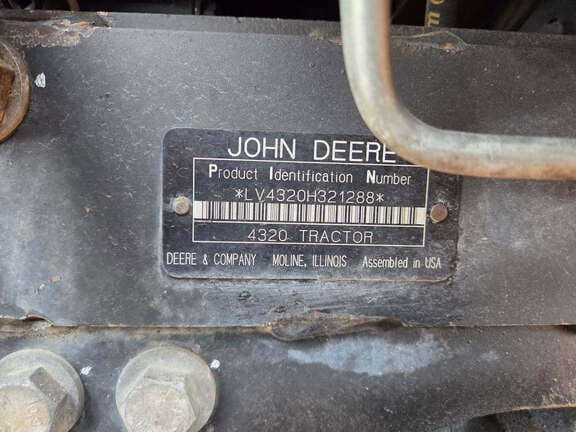 JOHN DEERE
Product Identification Number
*LV4320H321288*
4320 TRACTOR
DEERE & COMPANY MOLINE, ILLINOIS Assembled in USA